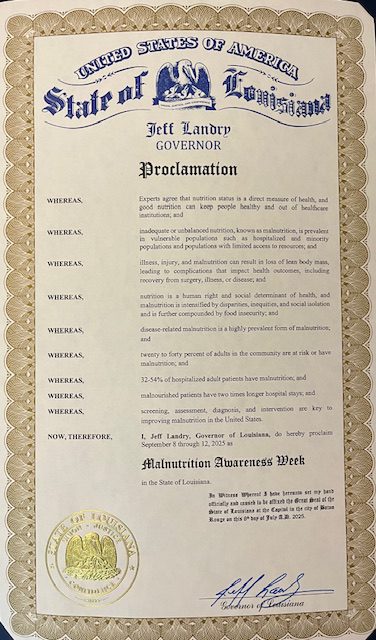 UNITED STATES OF AMERICA
State of Louisiana
Jeff Landry
GOVERNOR
Proclamation
WHEREAS, Experts agree that nutrition status is a direct measure of health, and
good nutrition can keep people healthy and out of healthcare
institutions; and
WHEREAS, inadequate or unbalanced nutrition, known as malnutrition, is prevalent
in vulnerable populations such as hospitalized and minority
populations and populations with limited access to resources; and
WHEREAS, illness, injury, and malnutrition can result in loss of lean body mass,
leading to complications that impact health outcomes, including
recovery from surgery, illness, or disease; and
WHEREAS, nutrition is a human right and social determinant of health, and
malnutrition is intensified by disparities, inequities, and social isolation
and is further compounded by food insecurity; and
WHEREAS, disease-related malnutrition is a highly prevalent form of malnutrition;
and
WHEREAS, twenty to forty percent of adults in the community are at risk or have
malnutrition; and
WHEREAS, 32-54% of hospitalized adult patients have malnutrition; and
WHEREAS, malnourished patients have two times longer hospital stays; and
WHEREAS, screening, assessment, diagnosis, and intervention are key to
improving malnutrition in the United States.
NOW, THEREFORE, I, Jeff Landry, Governor of Louisiana, do hereby proclaim
September 8 through 12, 2025 as
Malnutrition Awareness Week
in the State of Louisiana.
In Witness Whereof I have hereunto set my hand
officially and caused to be affixed the Great Seal of the
State of Louisiana at the Capitol in the city of Baton
Rouge on this 9th day of July A.D. 2025.
STATE OF LOUISIANA
CONFIDENCE
Jeff Landry
Governor of Louisiana